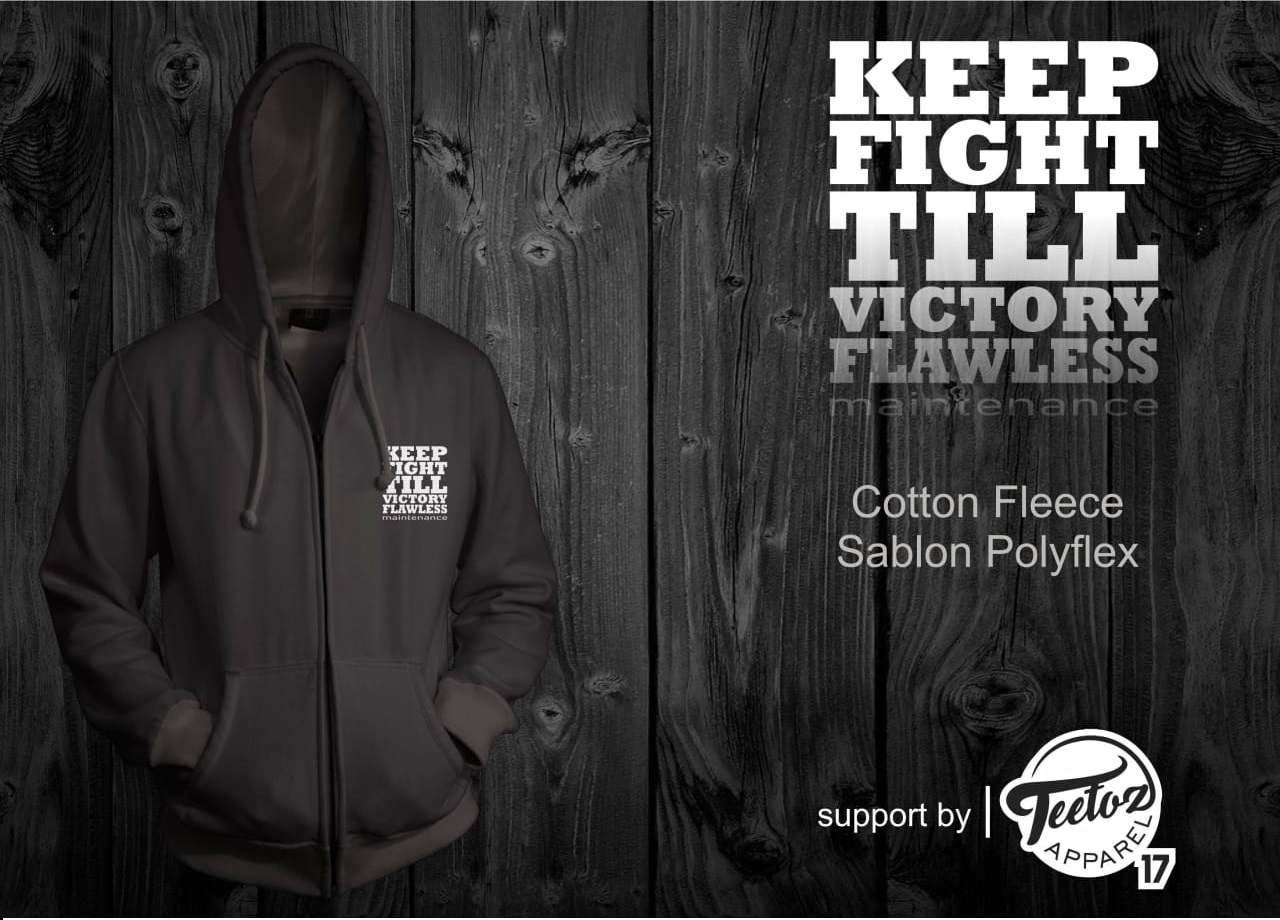 KEEP
FIGHT
TILL
VICTORY
FLAWLESS
maintenance
KEEP
FIGHT
TILL
VICTORY
FLAWLESS
maintenance
Cotton Fleece
Sablon Polyflex
support by
Teetoz
APPAREL
17